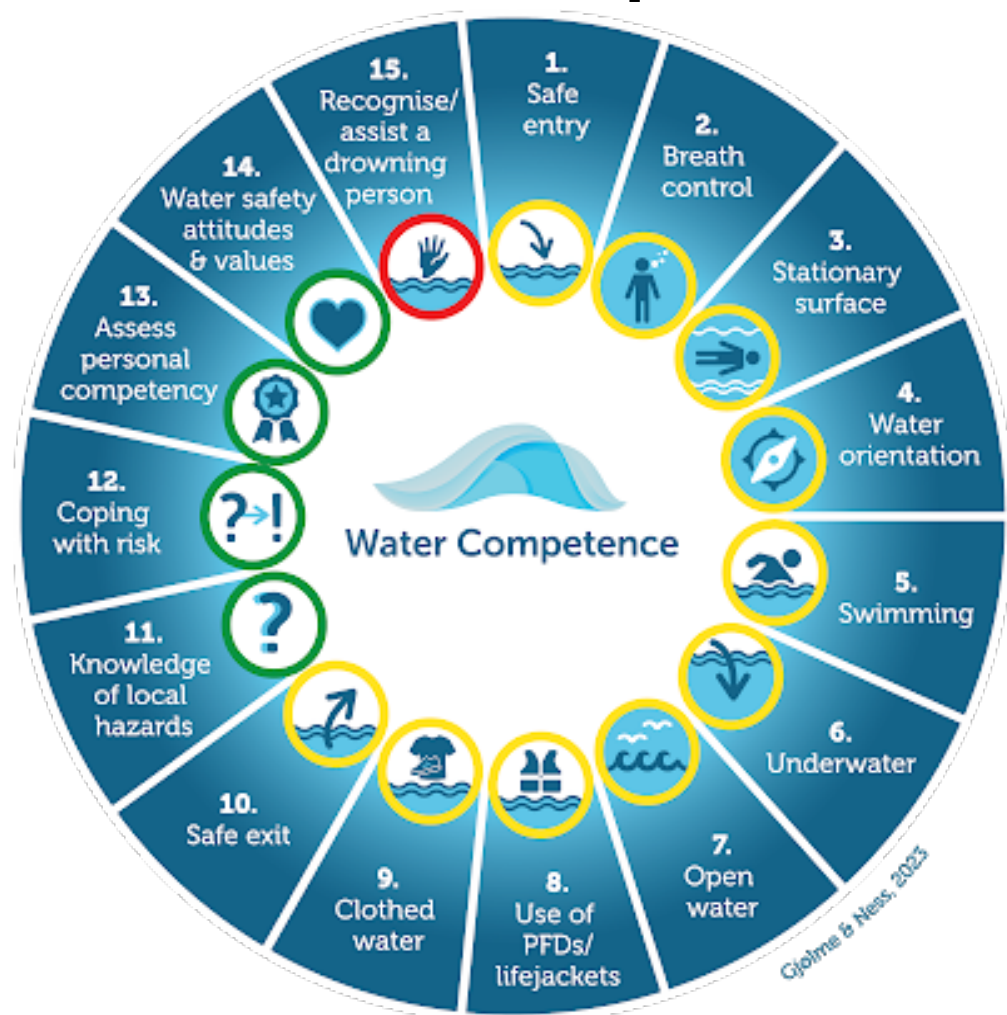 1.
Safe
entry
2.
Breath
control
3.
Stationary
surface
4.
Water
orientation
5.
Swimming
6.
Underwater
7.
Open
water
8.
Use of
PFDs/
lifejackets
9.
Clothed
water
10.
Safe exit
11.
Knowledge
of local
hazards
12.
Coping
with risk
13.
Assess
personal
competency
14.
Water safety
attitudes
& values
15.
Recognise/
assist a
drowning
person
?→!
?
Water Competence
Gjølme & Ness, 2023